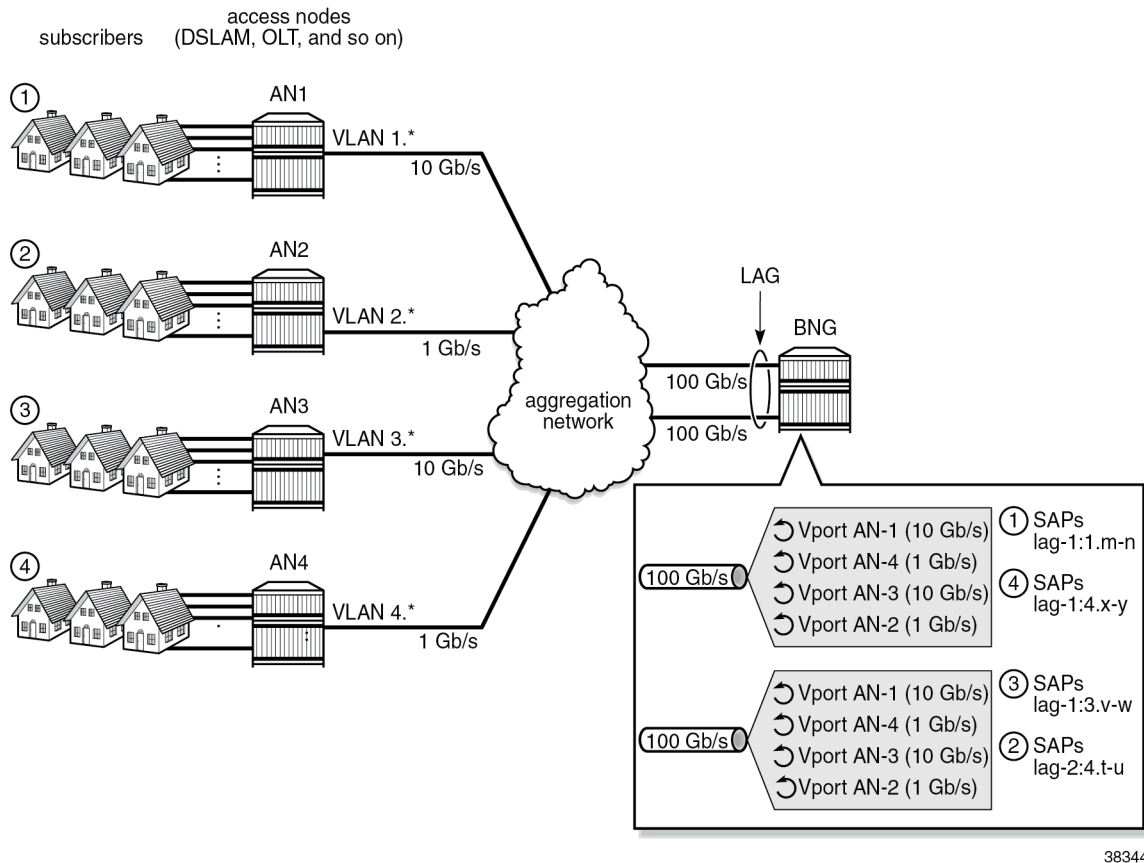 subscribers
access nodes
(DSLAM, OLT, and so on)
1
AN1
VLAN 1.*
10 Gb/s
2
AN2
VLAN 2.*
1 Gb/s
3
AN3
VLAN 3.*
10 Gb/s
4
AN4
VLAN 4.*
1 Gb/s
aggregation
network
LAG
BNG
100 Gb/s
100 Gb/s
100 Gb/s
Vport AN-1 (10 Gb/s)
Vport AN-4 (1 Gb/s)
Vport AN-3 (10 Gb/s)
Vport AN-2 (1 Gb/s)
1 SAPs
lag-1:1.m-n
4 SAPs
lag-1:4.x-y
100 Gb/s
Vport AN-1 (10 Gb/s)
Vport AN-4 (1 Gb/s)
Vport AN-3 (10 Gb/s)
Vport AN-2 (1 Gb/s)
3 SAPs
lag-1:3.v-w
2 SAPs
lag-2:4.t-u
38344